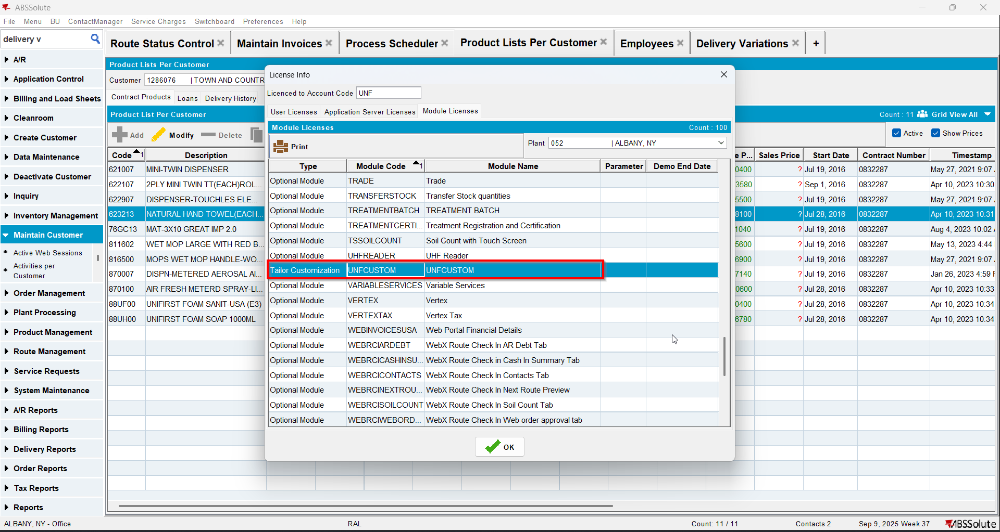 ABSSolute
File Menu BU ContactManager Service Charges Switchboard Preferences Help
delivery v
Route Status Control
Maintain Invoices
Process Scheduler
Product Lists Per Customer
Employees
Delivery Variations
+
A/R
Application Control
Billing and Load Sheets
Cleanroom
Create Customer
Data Maintenance
Deactivate Customer
Inquiry
Inventory Management
Maintain Customer
Active Web Sessions
Activities per
Customer
Order Management
Plant Processing
Product Management
Route Management
Service Requests
System Maintenance
A/R Reports
Billing Reports
Delivery Reports
Order Reports
Tax Reports
Reports
Product Lists Per Customer
Customer 1286076 | TOWN AND COUNTR
Contract Products Loans Delivery History
Product List Per Customer
Count : 11 Grid View All
Add Modify Delete
Active Show Prices
Code 1 Description
621007 MINI-TWIN DISPENSER
622107 2PLY MINI TWIN TT(EACH)ROL...
622907 DISPENSER-TOUCHLES ELE...
623213 NATURAL HAND TOWEL(EACH...
76GC13 MAT-3X10 GREAT IMP 2.0
811602 WET MOP LARGE WITH RED B...
816500 MOPS WET MOP HANDLE-WO...
870007 DISPN-METERED AEROSAL AI...
870100 AIR FRESH METERD SPRAY-LI...
88UF00 UNIFIRST FOAM SANIT-USA (E3)
88UH00 UNIFIRST FOAM SOAP 1000ML
License Info
Licenced to Account Code UNF
User Licenses Application Server Licenses Module Licenses
Module Licenses Count : 100
Print
Plant 052 | ALBANY, NY
Type Module Code 1 Module Name Parameter Demo End Date
Optional Module TRADE Trade
Optional Module TRANSFERSTOCK Transfer Stock quantities
Optional Module TREATMENTBATCH TREATMENT BATCH
Optional Module TREATMENTCERTI... Treatment Registration and Certification
Optional Module TSSOILCOUNT Soil Count with Touch Screen
Optional Module UHFREADER UHF Reader
Tailor Customization UNFCUSTOM UNFCUSTOM
Optional Module VARIABLESERVICES Variable Services
Optional Module VERTEX Vertex
Optional Module VERTEXTAX Vertex Tax
Optional Module WEBINVOICESUSA Web Portal Financial Details
Optional Module WEBRCIARDEBT WebX Route Check In AR Debt Tab
Optional Module WEBRCICASHINSU... WebX Route Check in Cash In Summary Tab
Optional Module WEBRCICONTACTS WebX Route Check In Contacts Tab
Optional Module WEBRCINEXTROU... WebX Route Check In Next Route Preview
Optional Module WEBRCISOILCOUNT WebX Route Check In Soil Count Tab
Optional Module WEBRCIWEBORD... WebX Route Check In Web order approval tab
OK
e P... Sales Price Start Date Contract Number Timestamp
0400 ? Jul 19, 2016 0832287 May 27, 2021 9:07
3580 ? Sep 1, 2016 0832287 Apr 10, 2023 10:30
5500 ? Jul 19, 2016 0832287 May 27, 2021 9:07
8100 ? Jul 28, 2016 0832287 Apr 10, 2023 10:31
1040 ? Jul 19, 2016 0832287 Aug 4, 2023 10:02
5600 ? Jul 19, 2016 0832287 May 13, 2023 4:44
6900 ? Jul 19, 2016 0832287 May 27, 2021 9:07
7140 ? Jul 19, 2016 0832287 Jan 26, 2023 4:59
0600 ? Jul 28, 2016 0832287 Apr 10, 2023 10:33
0400 ? Jul 28, 2016 0832287 Apr 10, 2023 10:34
6780 ? Jul 28, 2016 0832287 Apr 10, 2023 10:34
ALBANY, NY - Office RAL Count: 11 / 11 Contacts 2 Sep 9, 2025 Week 37 ABSSolute